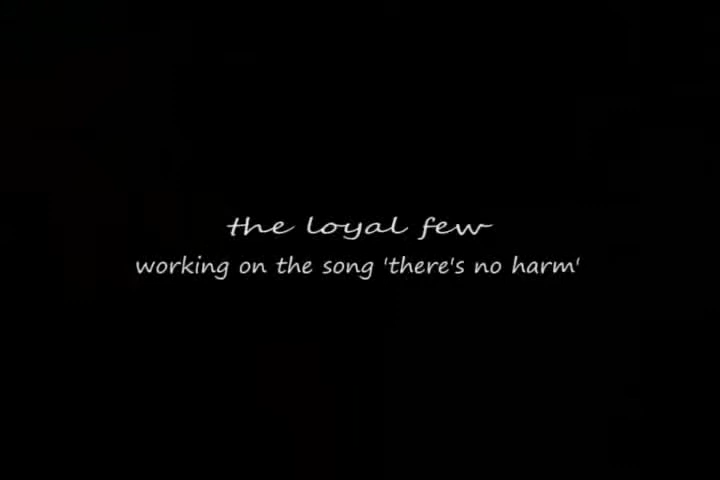 the loyal few
working on the song 'there's no harm'